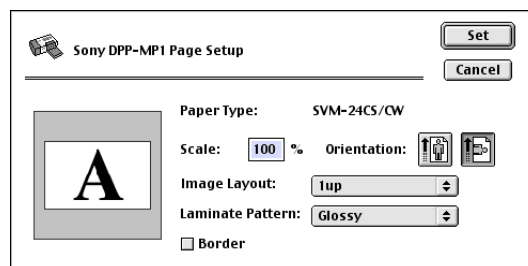 Sony DPP-MP1 Page Setup
Set
Cancel
Paper Type: SVM-24CS/CW
Scale: 100 % Orientation:
Image Layout: 1up
Laminate Pattern: Glossy
Border
A